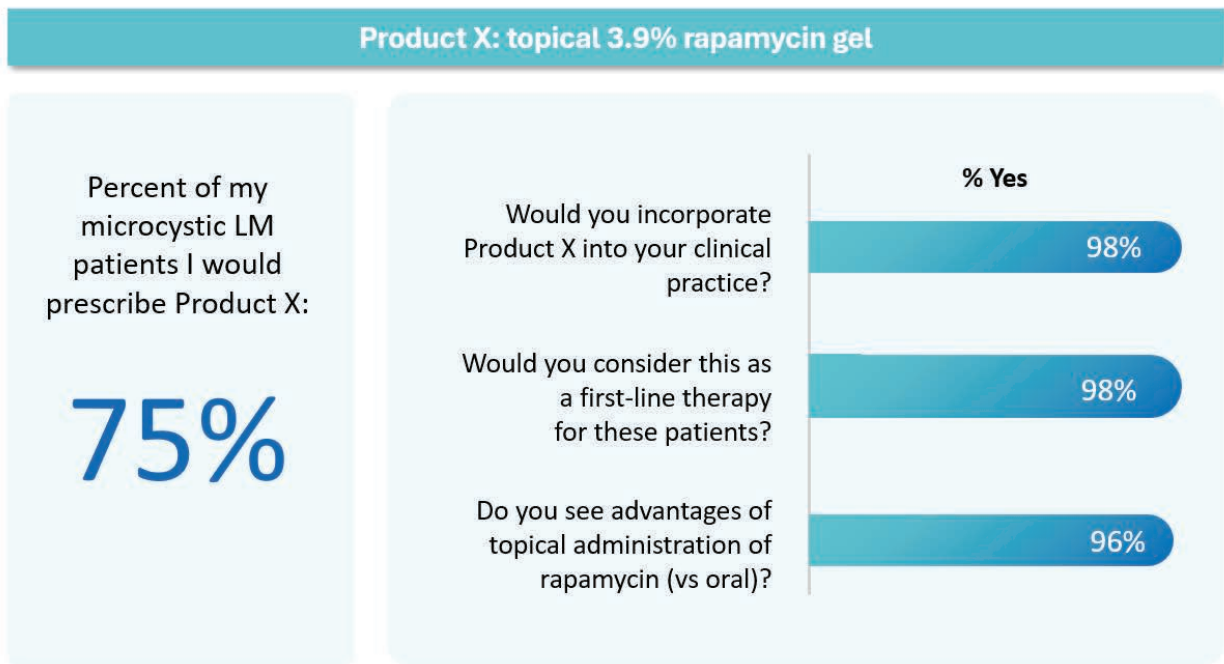 Product X: topical 3.9% rapamycin gel
Percent of my
microcystic LM
patients I would
prescribe Product X:
75%
% Yes
Would you incorporate
Product X into your clinical
practice?
98%
Would you consider this as
a first-line therapy
for these patients?
98%
Do you see advantages of
topical administration of
rapamycin (vs oral)?
96%